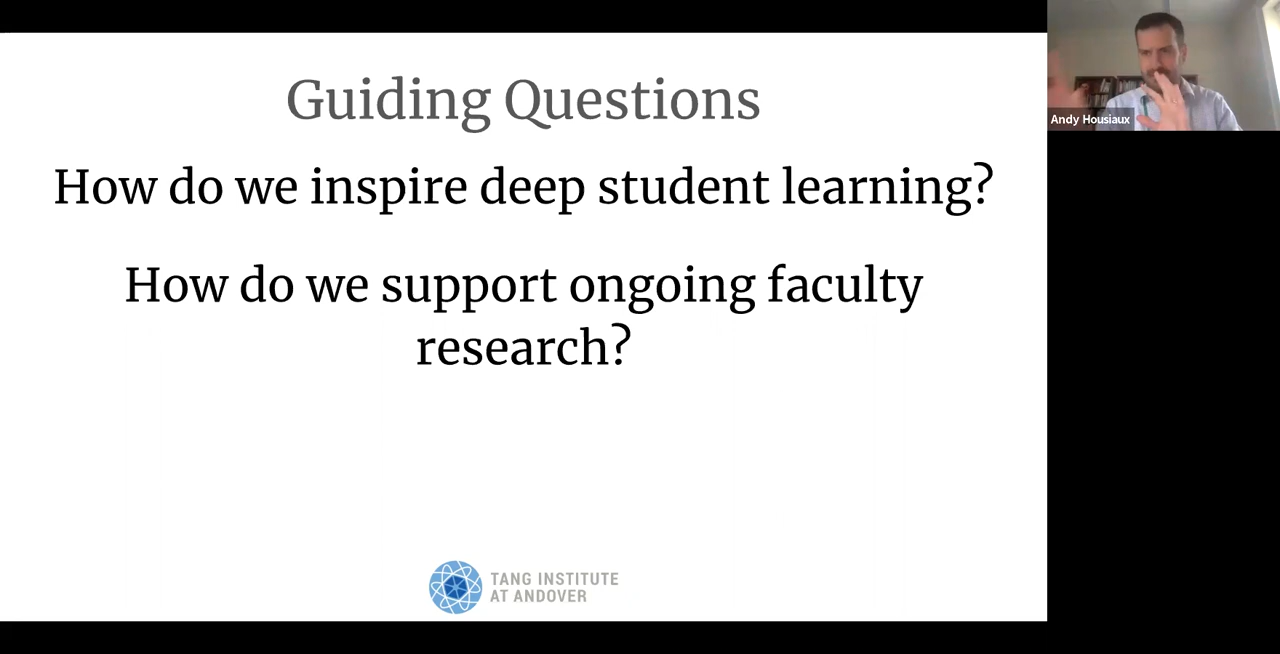 Guiding Questions
How do we inspire deep student learning?
How do we support ongoing faculty
research?
TANG INSTITUTE
AT ANDOVER
Andy Housiaux